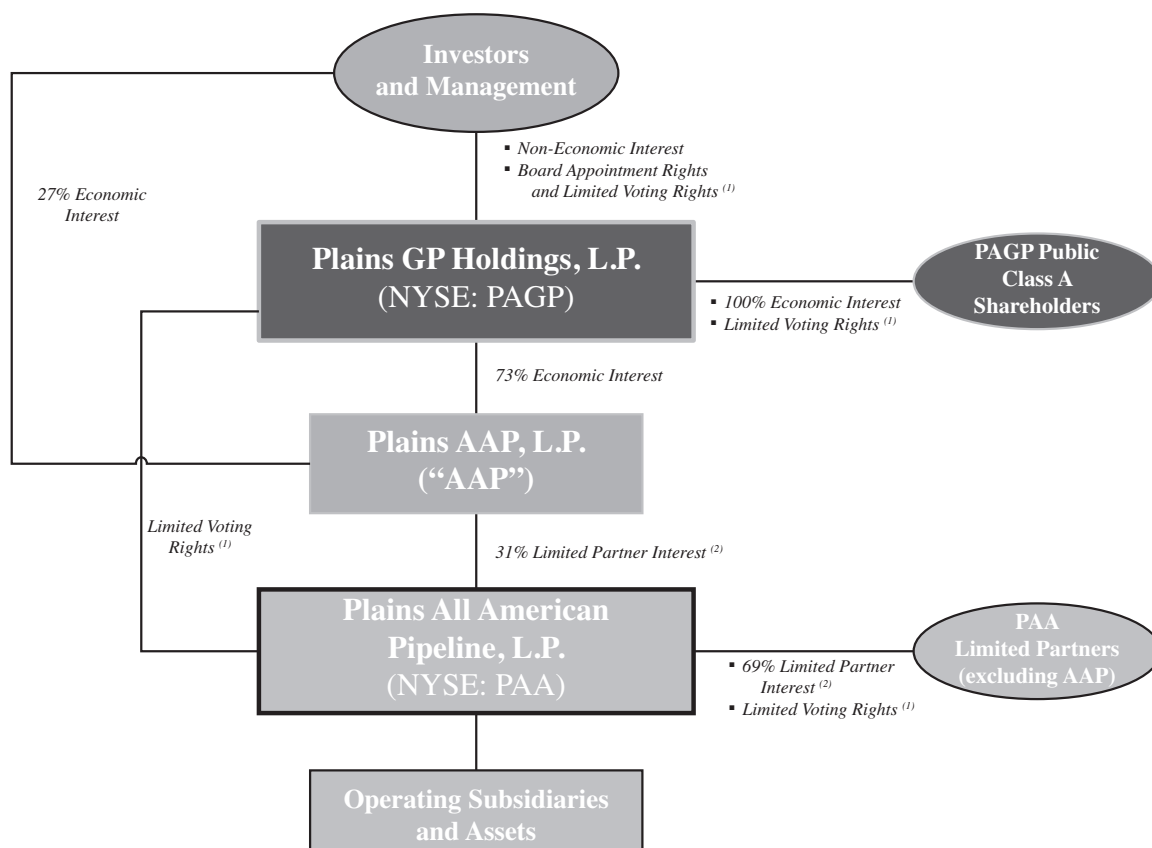 Investors
and Management
▪ Non-Economic Interest
▪ Board Appointment Rights
and Limited Voting Rights (1)
27% Economic
Interest
Plains GP Holdings, L.P.
(NYSE: PAGP)
PAGP Public
Class A
Shareholders
▪ 100% Economic Interest
▪ Limited Voting Rights (1)
73% Economic Interest
Plains AAP, L.P.
(“AAP”)
Limited Voting
Rights (1)
31% Limited Partner Interest (2)
Plains All American
Pipeline, L.P.
(NYSE: PAA)
PAA
Limited Partners
(excluding AAP)
▪ 69% Limited Partner
Interest (2)
▪ Limited Voting Rights (1)
Operating Subsidiaries
and Assets